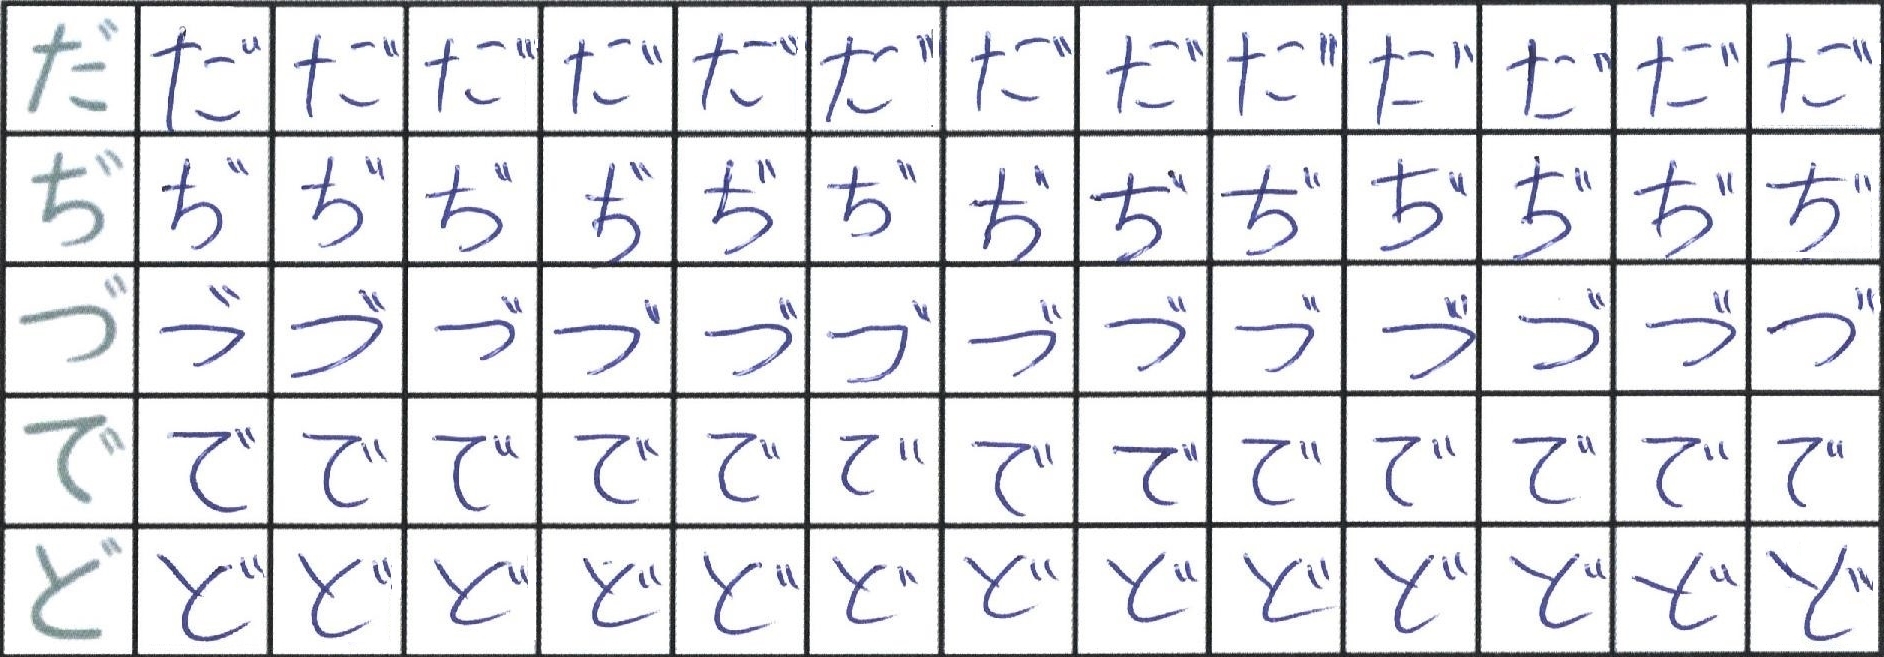 だ だ だ だ だ だ だ だ だ だ だ だ だ だ
ぢ ぢ ぢ ぢ ぢ ぢ ぢ ぢ ぢ ぢ ぢ ぢ ぢ ぢ
づ づ づ づ づ づ づ づ づ づ づ づ づ づ
で で で で で で で で で で で で で で
ど ど ど ど ど ど ど ど ど ど ど ど ど ど